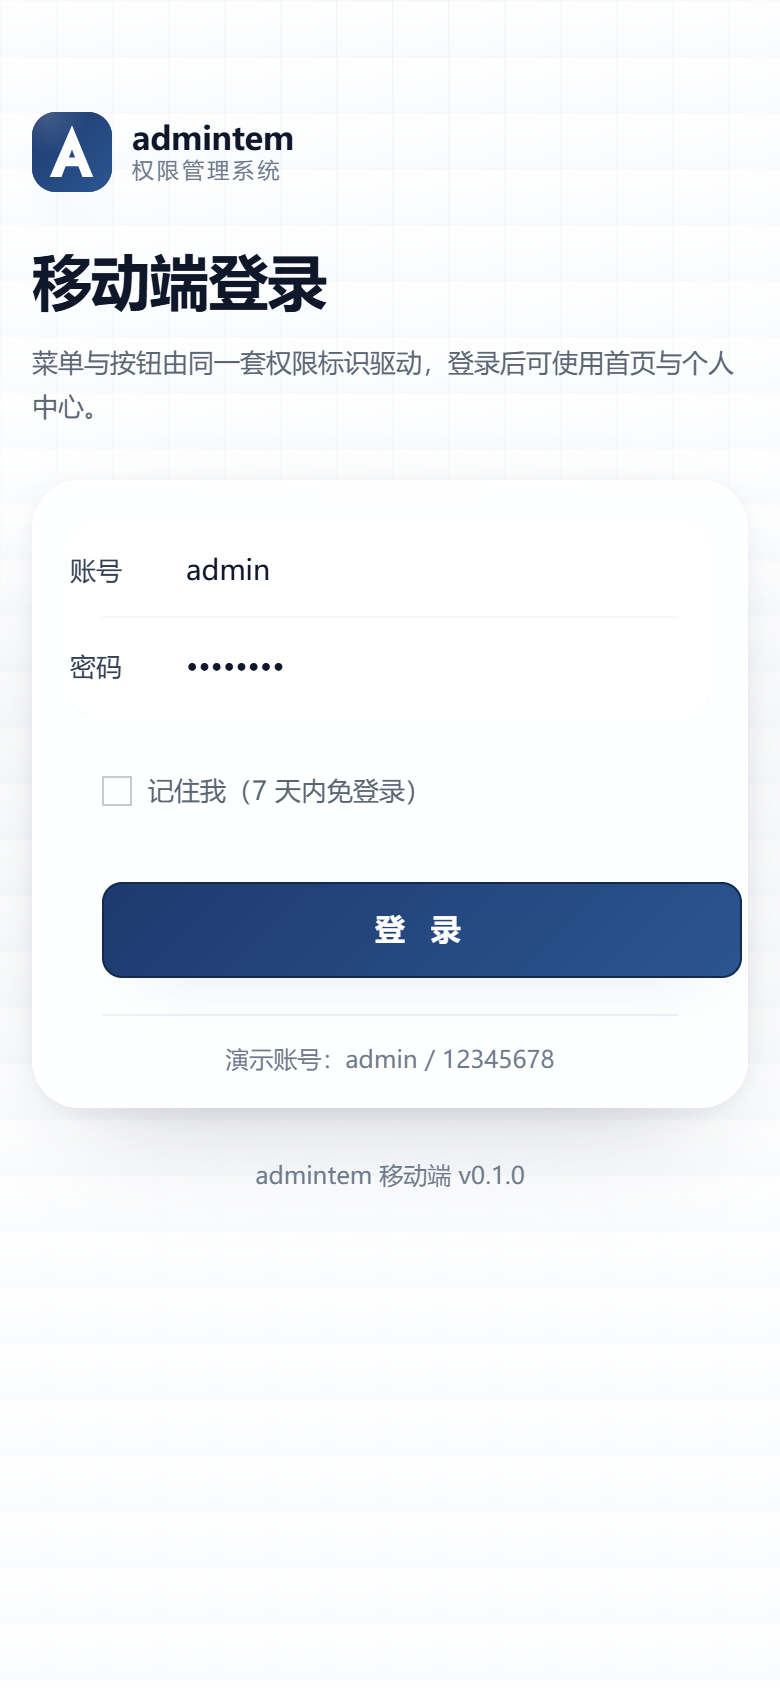 A
admintem
权限管理系统
移动端登录
菜单与按钮由同一套权限标识驱动，登录后可使用首页与个人
中心。
账号 admin
密码 ••••••••
记住我（7 天内免登录）
登 录
演示账号：admin / 12345678
admintem 移动端 v0.1.0